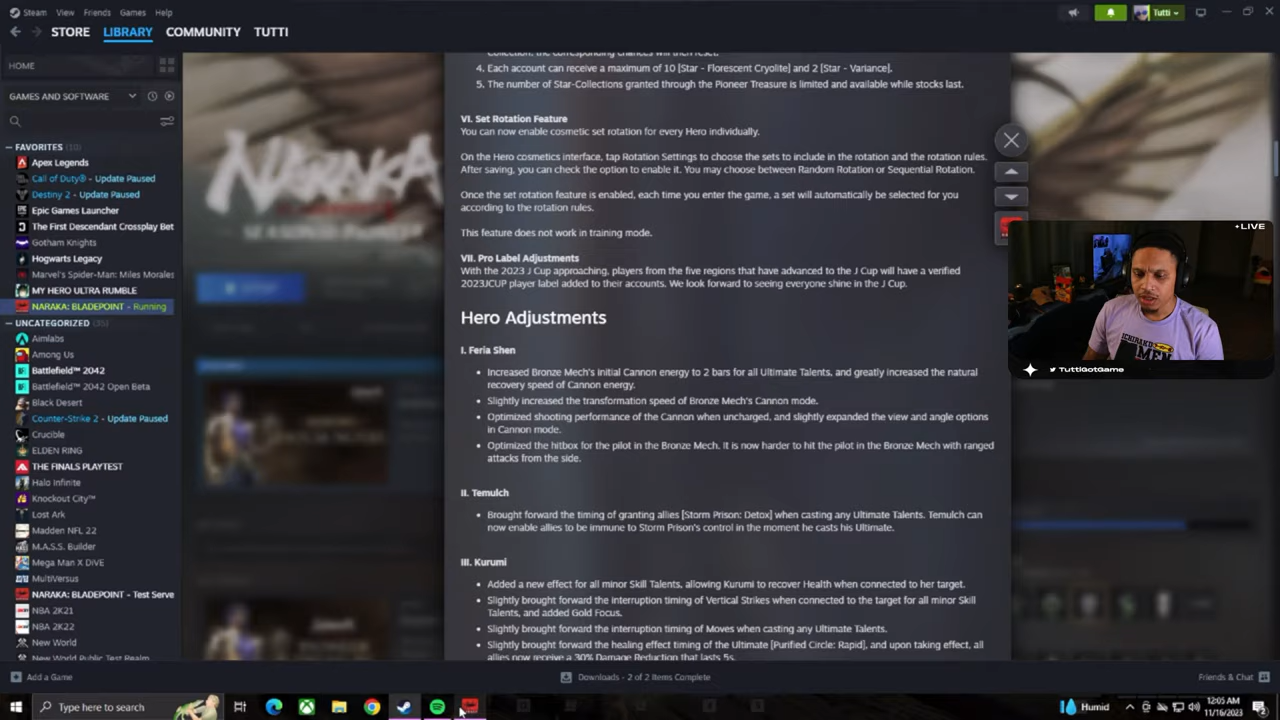 Steam View Friends Games Help
Tutti
STORE LIBRARY COMMUNITY TUTTI
HOME
GAMES AND SOFTWARE
FAVORITES (10)
Apex Legends
Call of Duty® - Update Paused
Destiny 2 - Update Paused
Epic Games Launcher
The First Descendant Crossplay Bet
Gotham Knights
Hogwarts Legacy
Marvel's Spider-Man: Miles Morales
MY HERO ULTRA RUMBLE
NARAKA: BLADEPOINT - Running
UNCATEGORIZED (35)
Aimlabs
Among Us
Battlefield™ 2042
Battlefield™ 2042 Open Beta
Black Desert
Counter-Strike 2 - Update Paused
Crucible
ELDEN RING
THE FINALS PLAYTEST
Halo Infinite
Knockout City™
Lost Ark
Madden NFL 22
M.A.S.S. Builder
Mega Man X DiVE
MultiVersus
NARAKA: BLADEPOINT - Test Serve
NBA 2K21
NBA 2K22
New World
New World Public Test Realm
NARAKA
Collection, the corresponding chances will then reset.
4. Each account can receive a maximum of 10 [Star - Florescent Cryolite] and 2 [Star - Variance].
5. The number of Star-Collections granted through the Pioneer Treasure is limited and available while stocks last.
VI. Set Rotation Feature
You can now enable cosmetic set rotation for every Hero individually.
On the Hero cosmetics interface, tap Rotation Settings to choose the sets to include in the rotation and the rotation rules.
After saving, you can check the option to enable it. You may choose between Random Rotation or Sequential Rotation.
Once the set rotation feature is enabled, each time you enter the game, a set will automatically be selected for you
according to the rotation rules.
This feature does not work in training mode.
VII. Pro Label Adjustments
With the 2023 J Cup approaching, players from the five regions that have advanced to the J Cup will have a verified
2023JCUP player label added to their accounts. We look forward to seeing everyone shine in the J Cup.
Hero Adjustments
I. Feria Shen
• Increased Bronze Mech's initial Cannon energy to 2 bars for all Ultimate Talents, and greatly increased the natural
recovery speed of Cannon energy.
• Slightly increased the transformation speed of Bronze Mech's Cannon mode.
• Optimized shooting performance of the Cannon when uncharged, and slightly expanded the view and angle options
in Cannon mode.
• Optimized the hitbox for the pilot in the Bronze Mech. It is now harder to hit the pilot in the Bronze Mech with ranged
attacks from the side.
II. Temulch
• Brought forward the timing of granting allies [Storm Prison: Detox] when casting any Ultimate Talents. Temulch can
now enable allies to be immune to Storm Prison's control in the moment he casts his Ultimate.
III. Kurumi
• Added a new effect for all minor Skill Talents, allowing Kurumi to recover Health when connected to her target.
• Slightly brought forward the interruption timing of Vertical Strikes when connected to the target for all minor Skill
Talents, and added Gold Focus.
• Slightly brought forward the interruption timing of Moves when casting any Ultimate Talents.
• Slightly brought forward the healing effect timing of the Ultimate [Purified Circle: Rapid], and upon taking effect, all
allies now receive a 30% Damage Reduction that lasts 5s.
• LIVE
TuttiGotGame
Add a Game
Downloads - 2 of 2 Items Complete
Friends & Chat
Type here to search
Humid
12:05 AM
11/16/2023
2